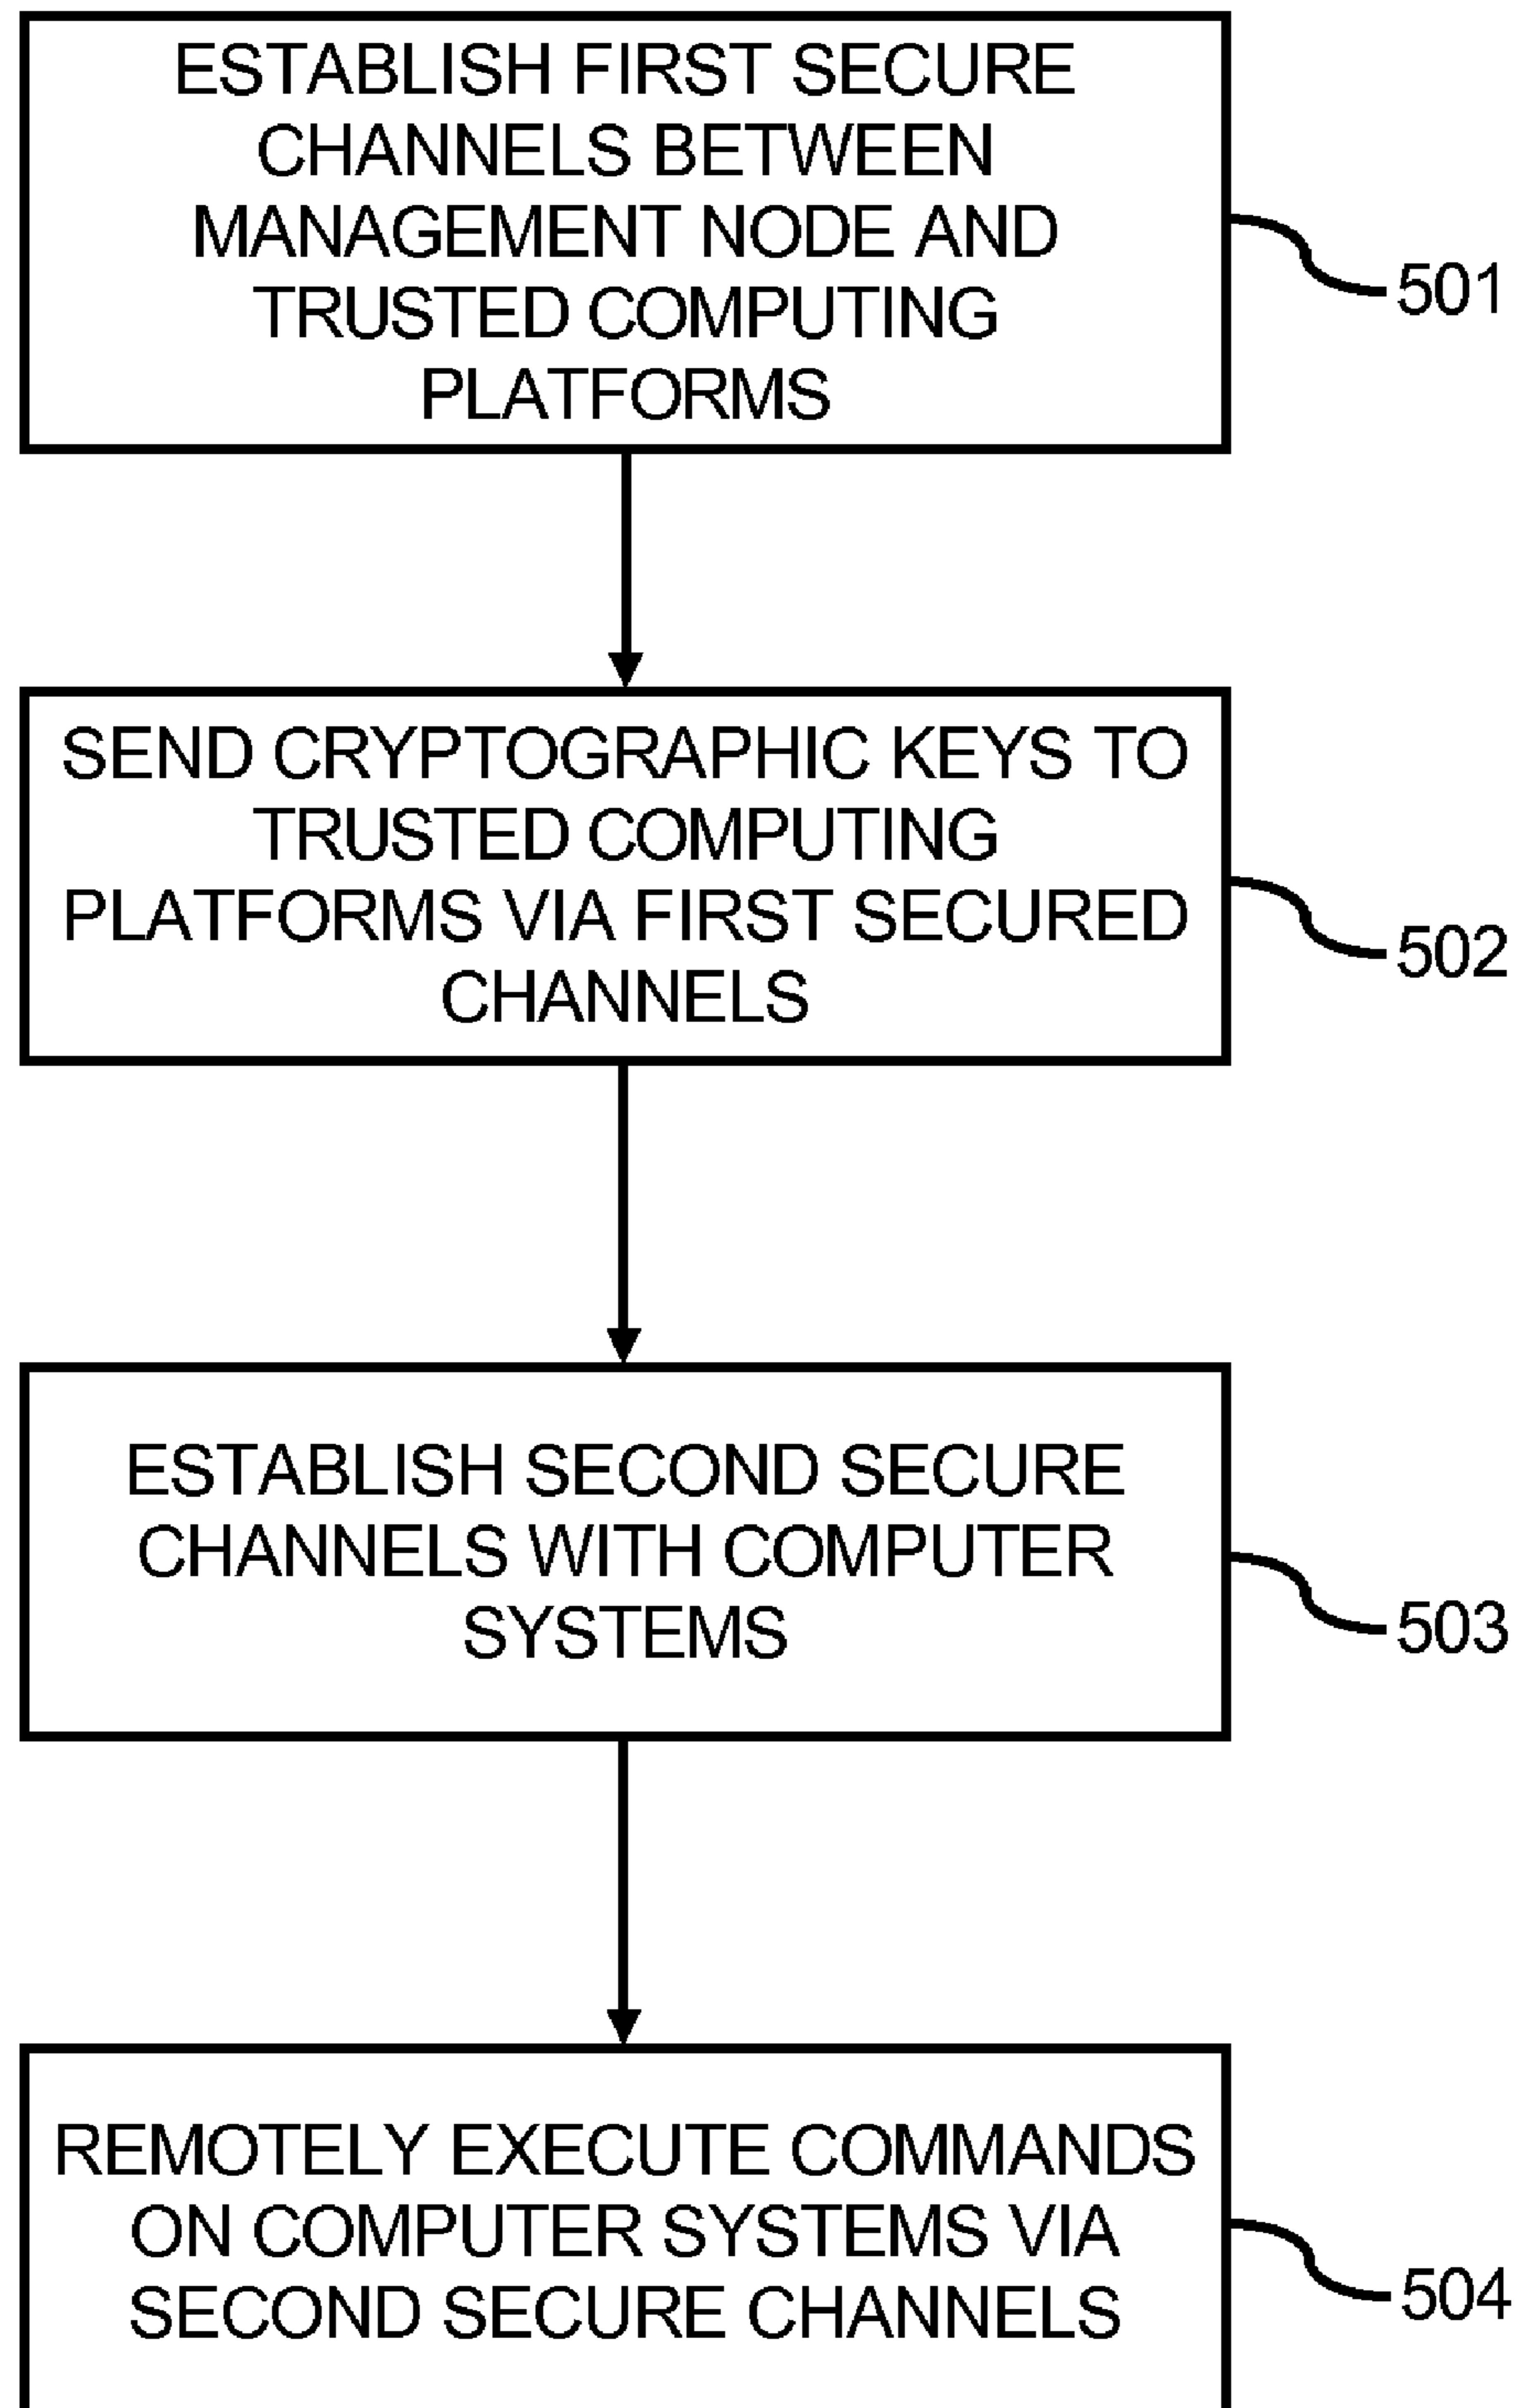 ESTABLISH FIRST SECURE
CHANNELS BETWEEN
MANAGEMENT NODE AND
TRUSTED COMPUTING
PLATFORMS
501
SEND CRYPTOGRAPHIC KEYS TO
TRUSTED COMPUTING
PLATFORMS VIA FIRST SECURED
CHANNELS
502
ESTABLISH SECOND SECURE
CHANNELS WITH COMPUTER
SYSTEMS
503
REMOTELY EXECUTE COMMANDS
ON COMPUTER SYSTEMS VIA
SECOND SECURE CHANNELS
504